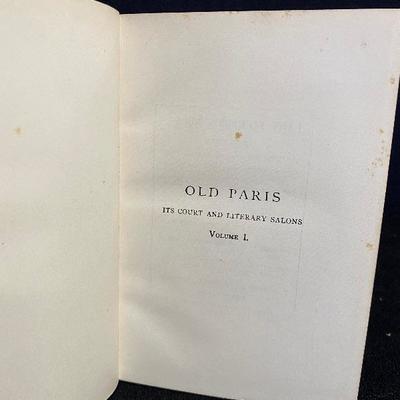 OLD PARIS
ITS COURT AND LITERARY SALONS
VOLUME I.